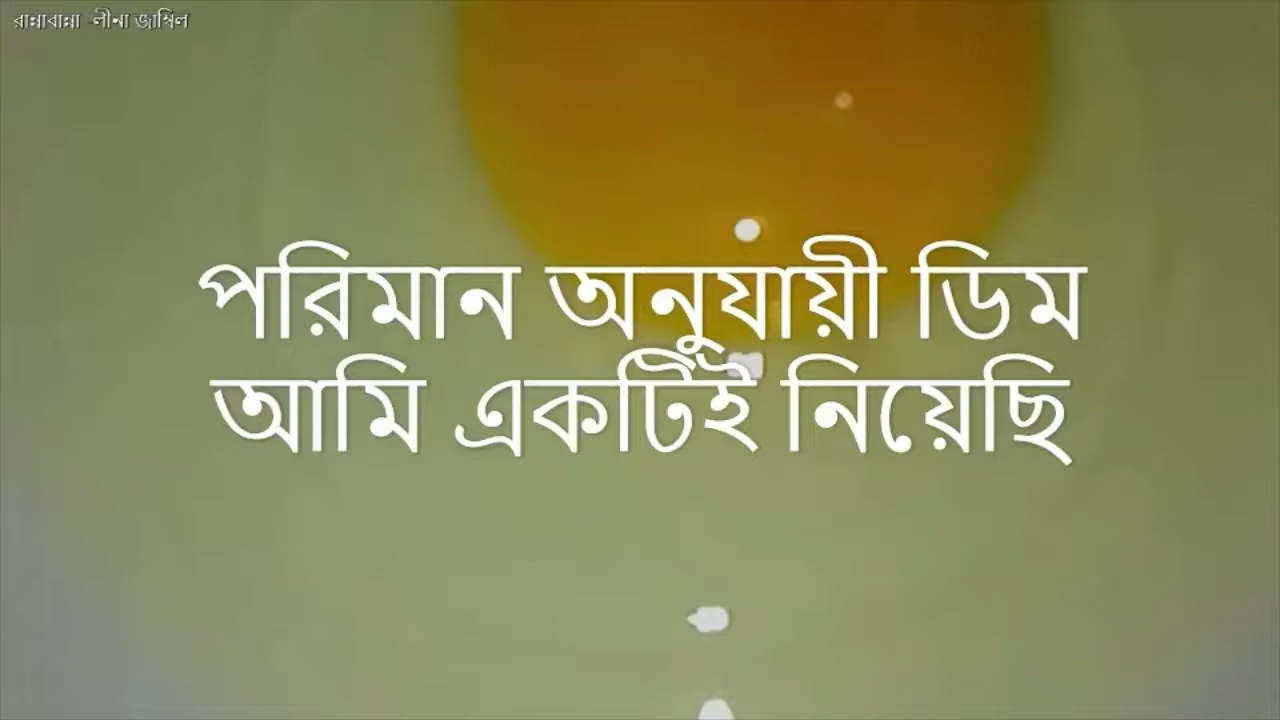 রান্নাবান্না -লীনা জাম্বিল
পরিমান অনুযায়ী ডিম
আমি একটিই নিয়েছি